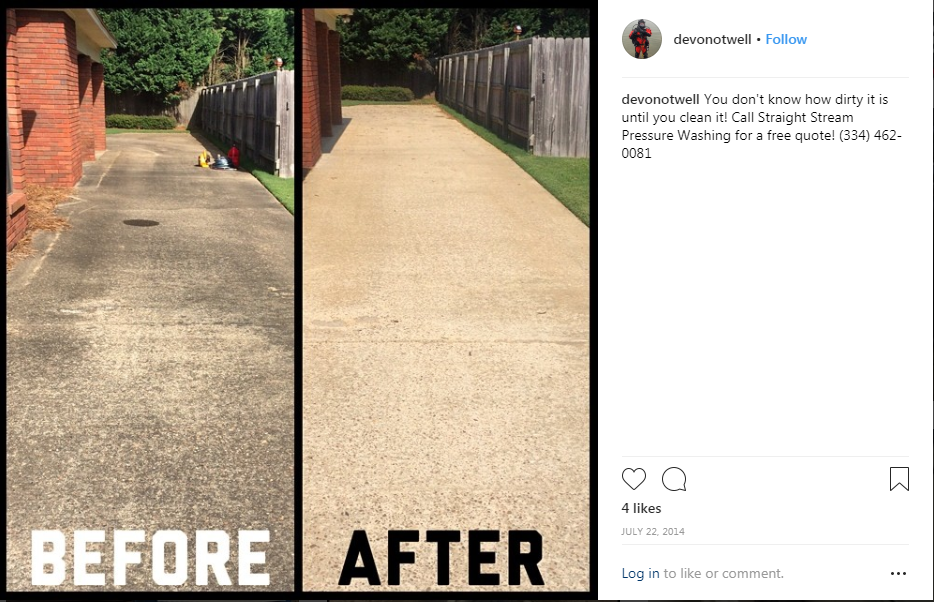 BEFORE
AFTER
devonotwell • Follow
devonotwell You don't know how dirty it is
until you clean it! Call Straight Stream
Pressure Washing for a free quote! (334) 462-
0081
4 likes
JULY 22, 2014
Log in to like or comment.